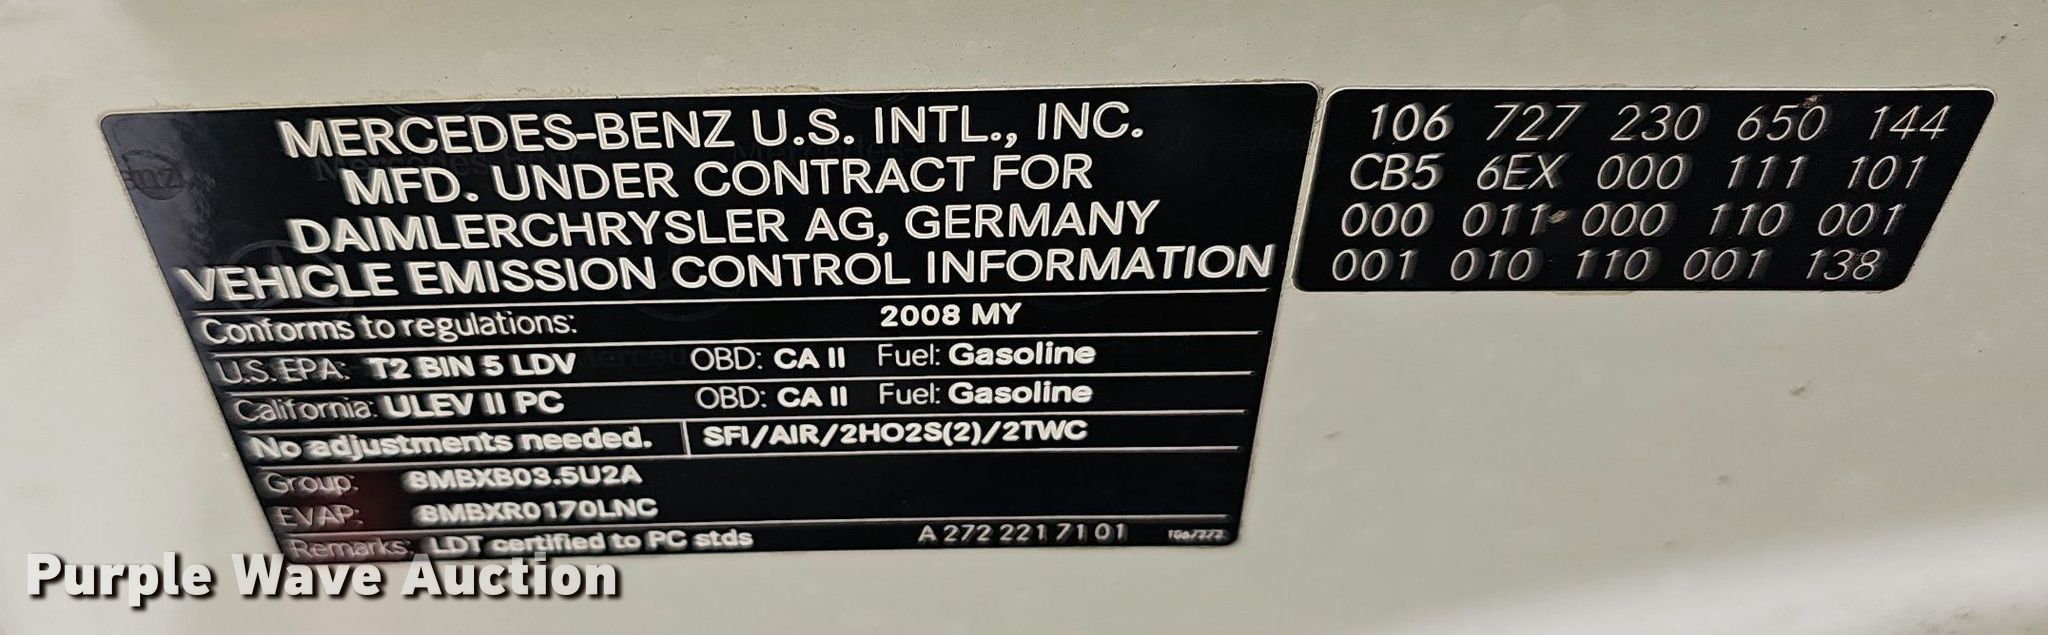 MERCEDES-BENZ U.S. INTL., INC.
MFD. UNDER CONTRACT FOR
DAIMLERCHRYSLER AG, GERMANY
VEHICLE EMISSION CONTROL INFORMATION
Conforms to regulations: 2008 MY
U.S. EPA: T2 BIN 5 LDV OBD: CA II Fuel: Gasoline
California: ULEV II PC OBD: CA II Fuel: Gasoline
No adjustments needed. SFI/AIR/2HO2S(2)/2TWC
Group: 8MBXB03.5U2A
EVAP: 8MBXR0170LNC
Remarks: LDT certified to PC stds A 272 221 71 01
106 727 230 650 144
CB5 6EX 000 111 101
000 011 000 110 001
001 010 110 001 138
Purple Wave Auction